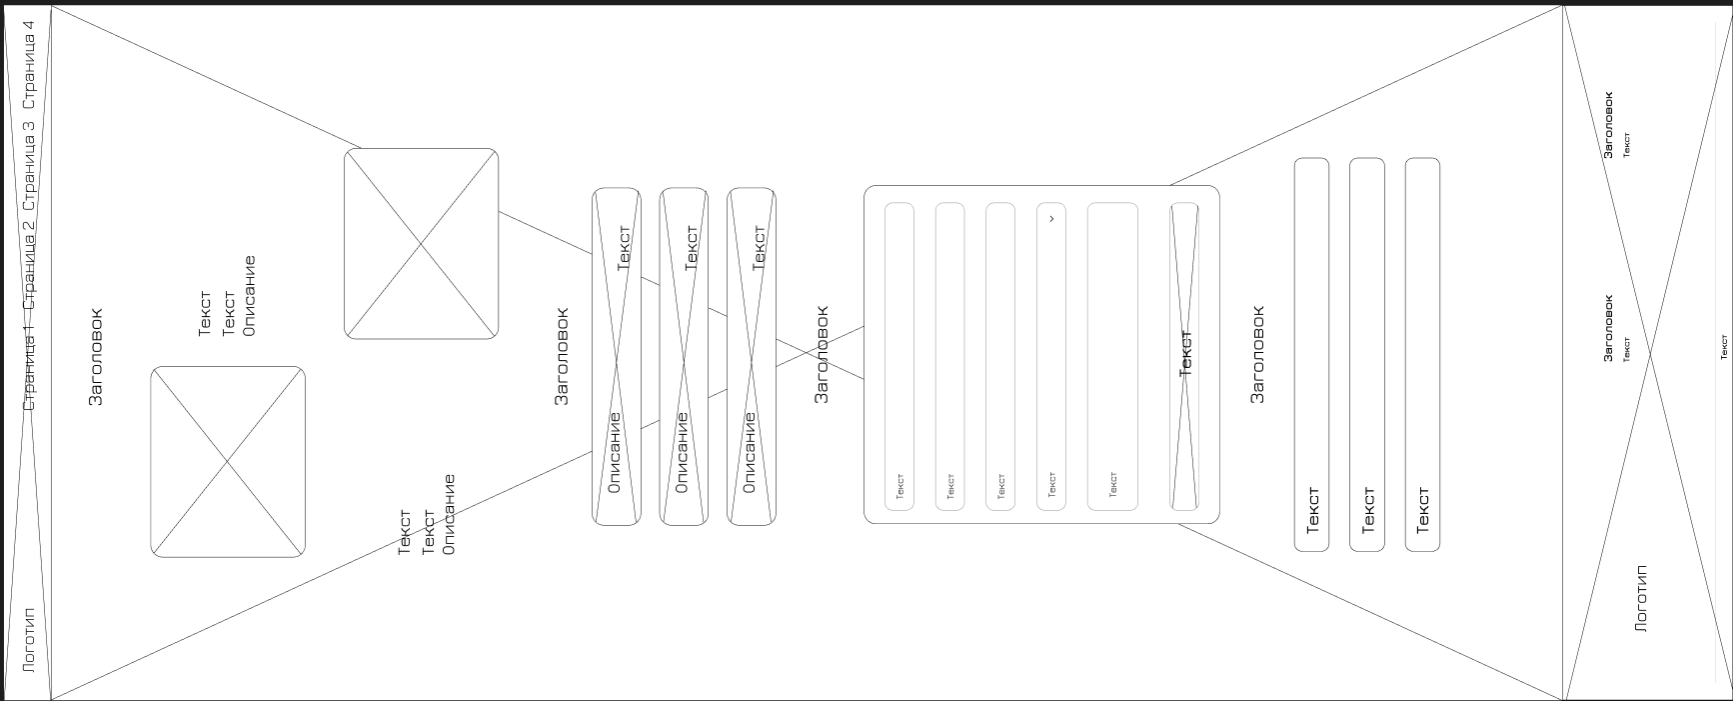 Логотип Страница 1 Страница 2 Страница 3 Страница 4
Заголовок
Текст
Текст
Описание
Текст
Текст
Описание
Заголовок
Описание Текст
Описание Текст
Описание Текст
Заголовок
Текст
Текст
Текст
Текст
Текст
Текст
Заголовок
Текст
Текст
Текст
Логотип
Заголовок
Текст
Заголовок
Текст
Текст